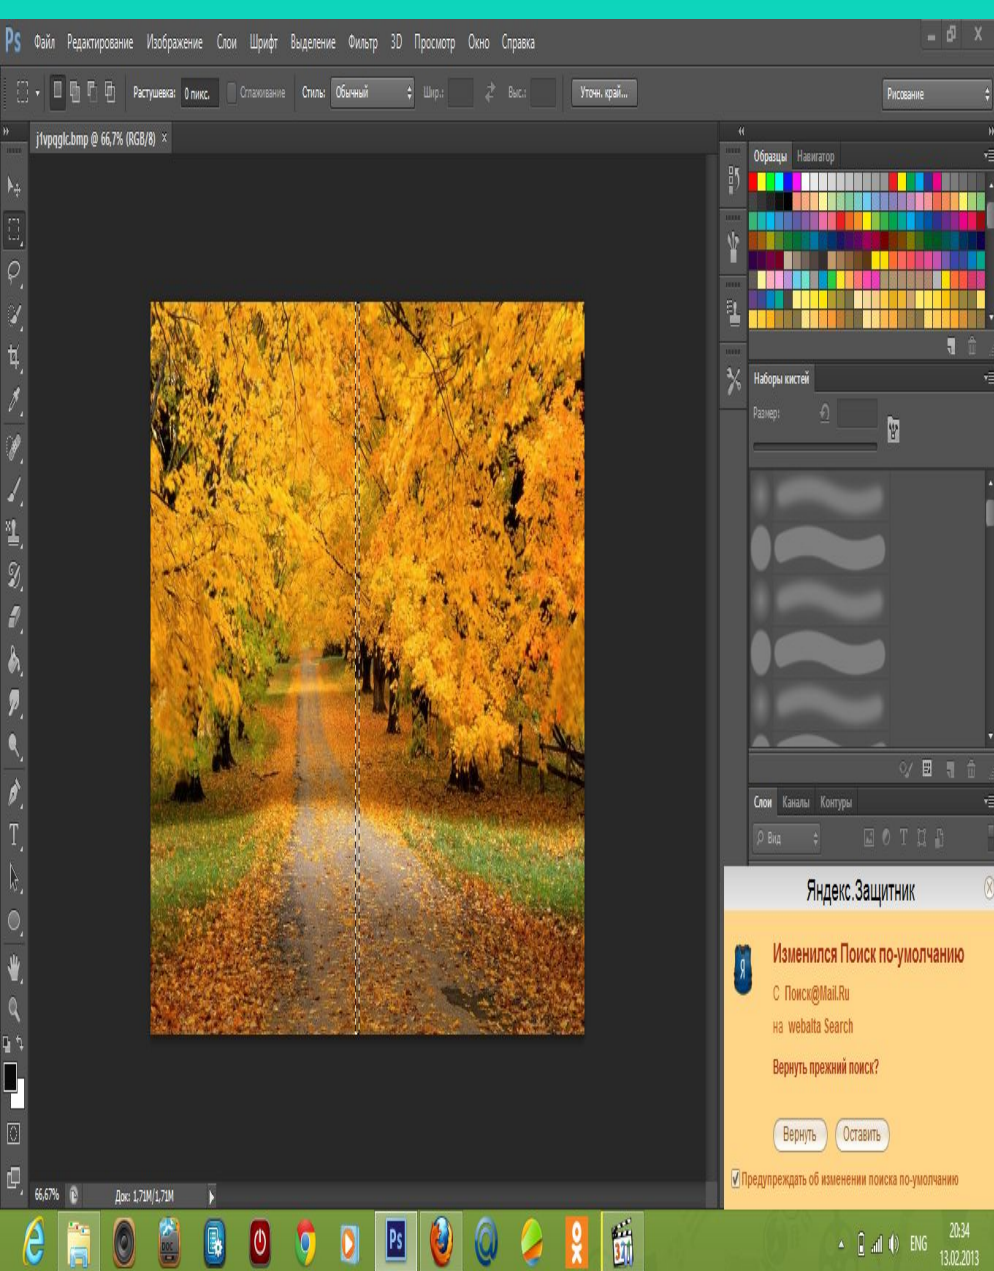 Ps Файл Редактирование Изображение Слои Шрифт Выделение Фильтр 3D Просмотр Окно Справка
Растушевка: 0 пикс. Сглаживание Стиль: Обычный Шир.: Выс.: Уточн. край... Рисование
j1vpqglc.bmp @ 66,7% (RGB/8) ×
Образцы Навигатор
Наборы кистей
Размер:
Слои Каналы Контуры
Вид
T
Яндекс.Защитник
Я
Изменился Поиск по-умолчанию
С Поиск@Mail.Ru
на webalta Search
Вернуть прежний поиск?
Вернуть Оставить
Предупреждать об изменении поиска по-умолчанию
66,67% Док: 1,71M/1,71M
DOC Ps 321 ENG 20:34
13.02.2013